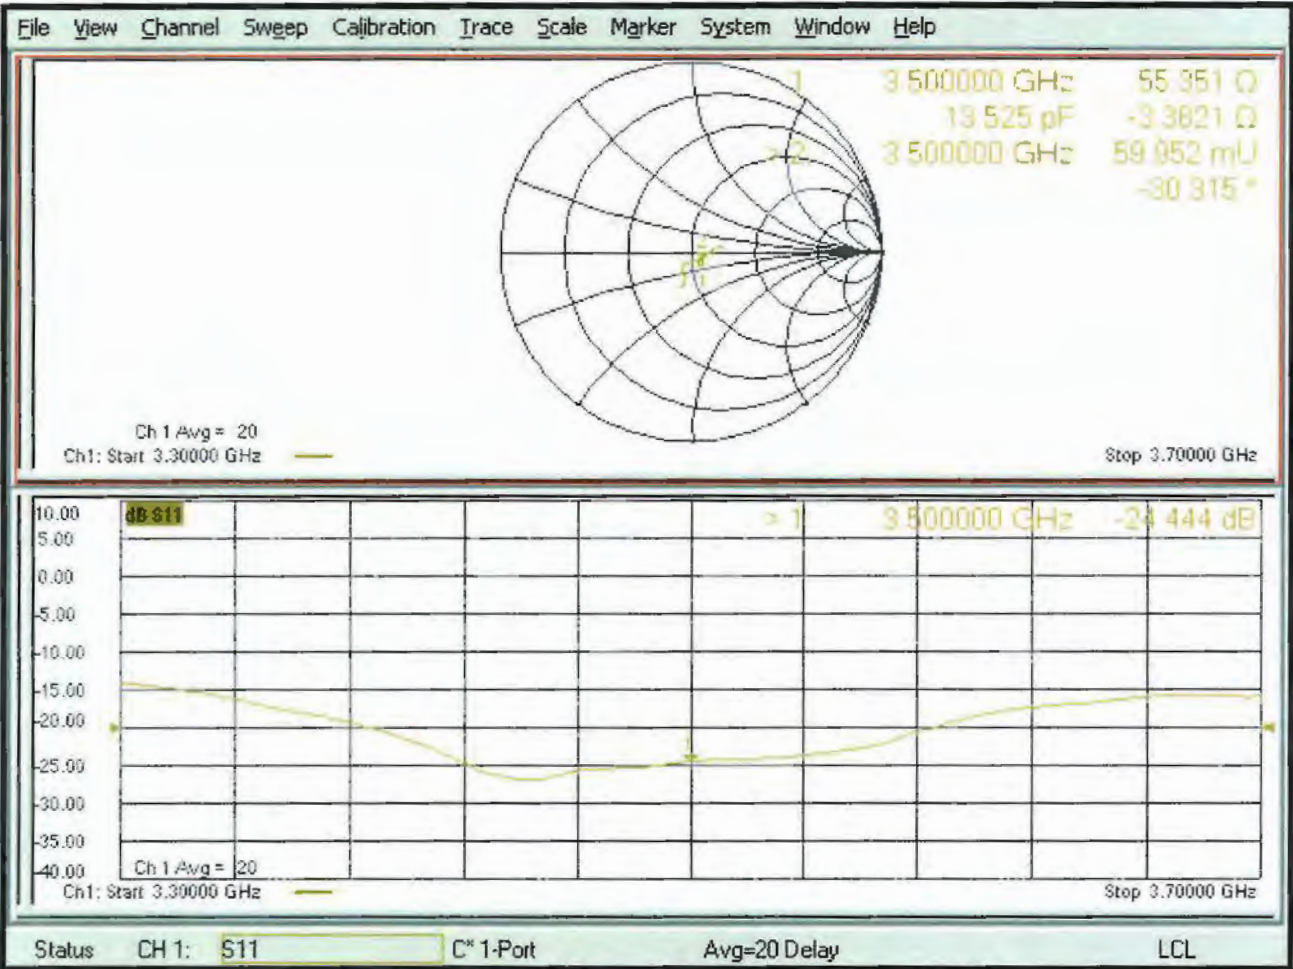 File View Channel Sweep Calibration Trace Scale Marker System Window Help
1 3.500000 GHz 55.351 Ω
13.525 pF -3.3821 Ω
> 2 3.500000 GHz 59.952 mU
-30.315 °
2
1
Ch 1 Avg = 20
Ch1: Start 3.30000 GHz
Stop 3.70000 GHz
10.00
dB S11
> 1 3.500000 GHz -24.444 dB
5.00
0.00
-5.00
-10.00
-15.00
-20.00
1
-25.00
-30.00
-35.00
-40.00
Ch 1 Avg = 20
Ch1: Start 3.30000 GHz
Stop 3.70000 GHz
Status CH 1: S11 C* 1-Port Avg=20 Delay LCL